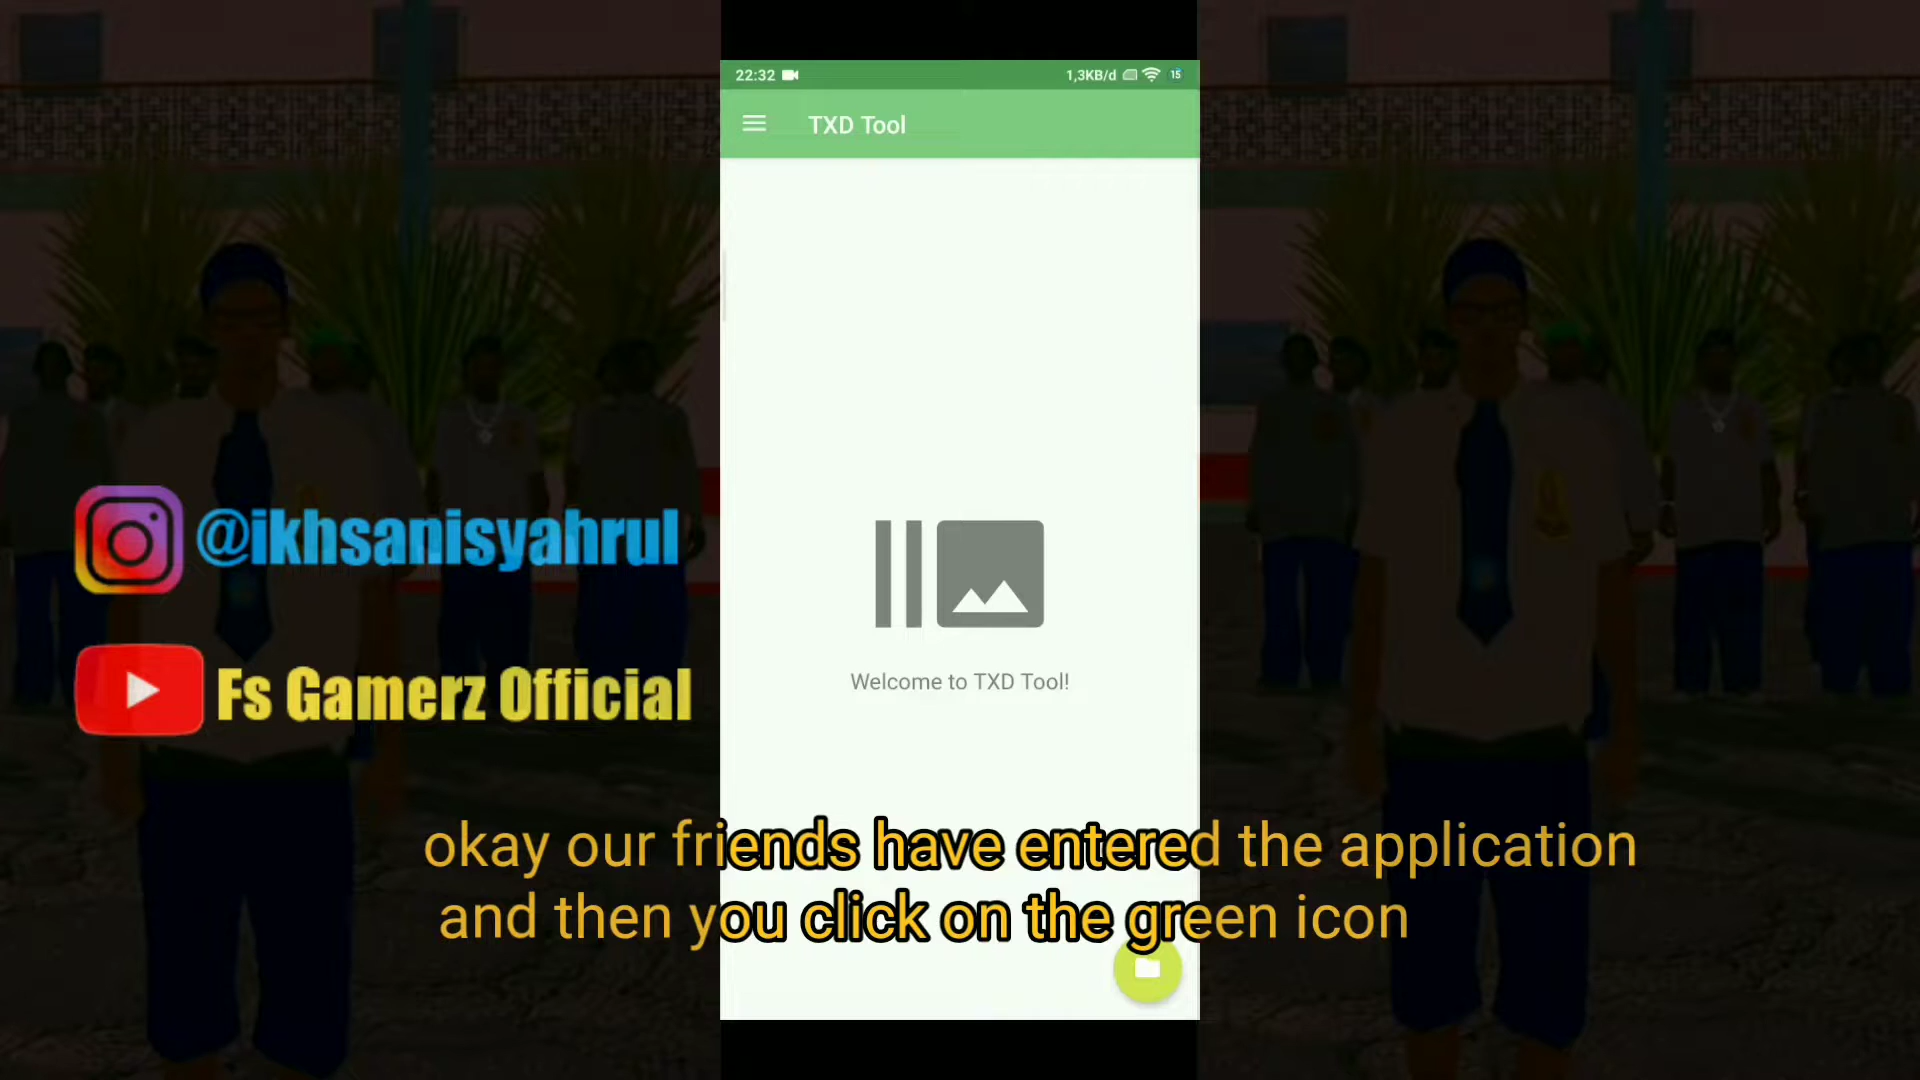 22:32
1,3KB/d
15
TXD Tool
@ikhsanisyahrul
Fs Gamerz Official
Welcome to TXD Tool!
okay our friends have entered the application
and then you click on the green icon